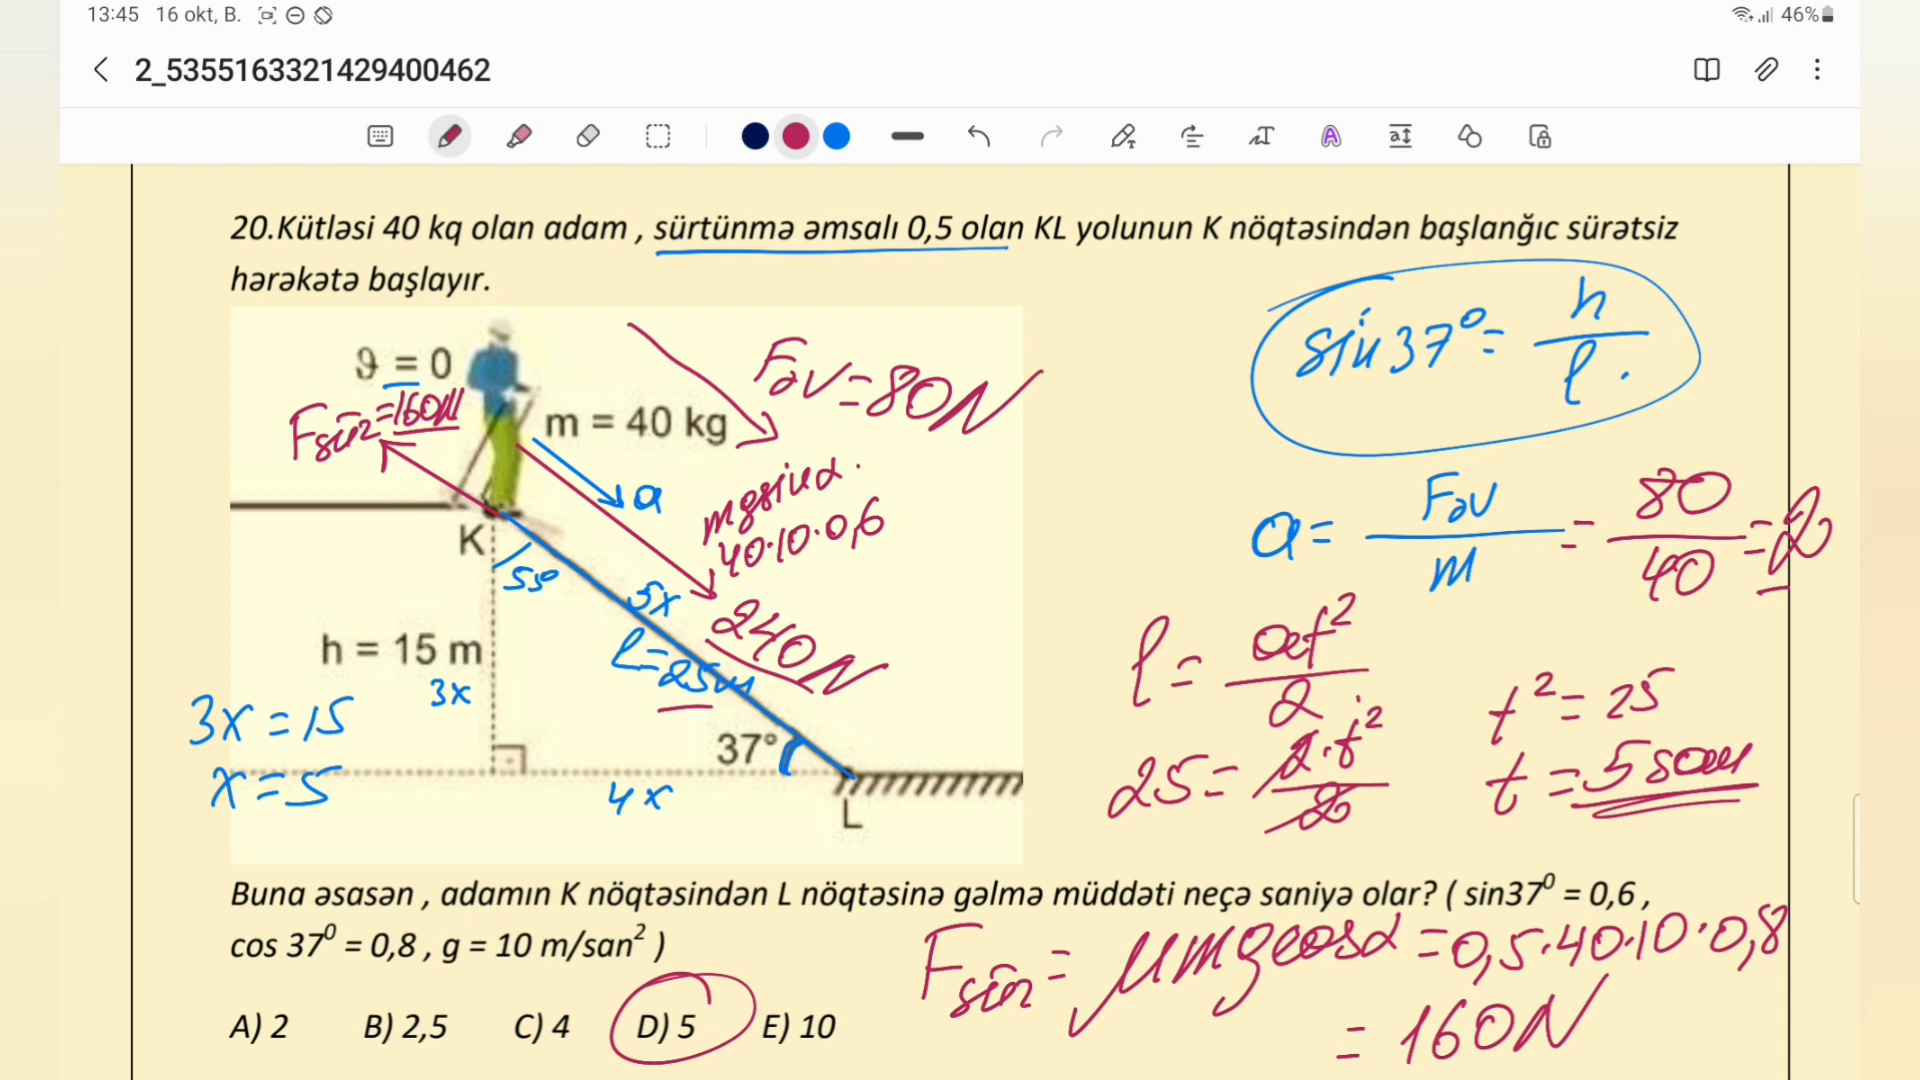 13:45 16 okt, B.
46%
2_5355163321429400462
20.Kütləsi 40 kq olan adam , sürtünmə əmsalı 0,5 olan KL yolunun K nöqtəsindən başlanğıc sürətsiz
hərəkətə başlayır.
ϑ = 0
Fsür=160N
m = 40 kg
Fəv=80N
a
mgsinα.
40·10·0,6
240N
K
53°
5x
l=25m
h = 15 m
3x
3x=15
x=5
37°
4x
L
sin37°= h/l.
a= Fəv/m = 80/40 =2
l= at²/2
25= 2·t²/2
t²=25
t=5san
Buna əsasən , adamın K nöqtəsindən L nöqtəsinə gəlmə müddəti neçə saniyə olar? ( sin37⁰ = 0,6 ,
cos 37⁰ = 0,8 , g = 10 m/san² )
Fsür= μmgcosα =0,5·40·10·0,8
= 160N
A) 2 B) 2,5 C) 4 D) 5 E) 10